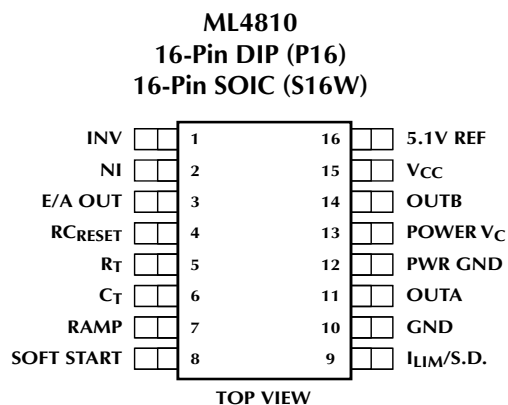 ML4810
16-Pin DIP (P16)
16-Pin SOIC (S16W)
INV 1 16 5.1V REF
NI 2 15 VCC
E/A OUT 3 14 OUTB
RCRESET 4 13 POWER VC
RT 5 12 PWR GND
CT 6 11 OUTA
RAMP 7 10 GND
SOFT START 8 9 ILIM/S.D.
TOP VIEW